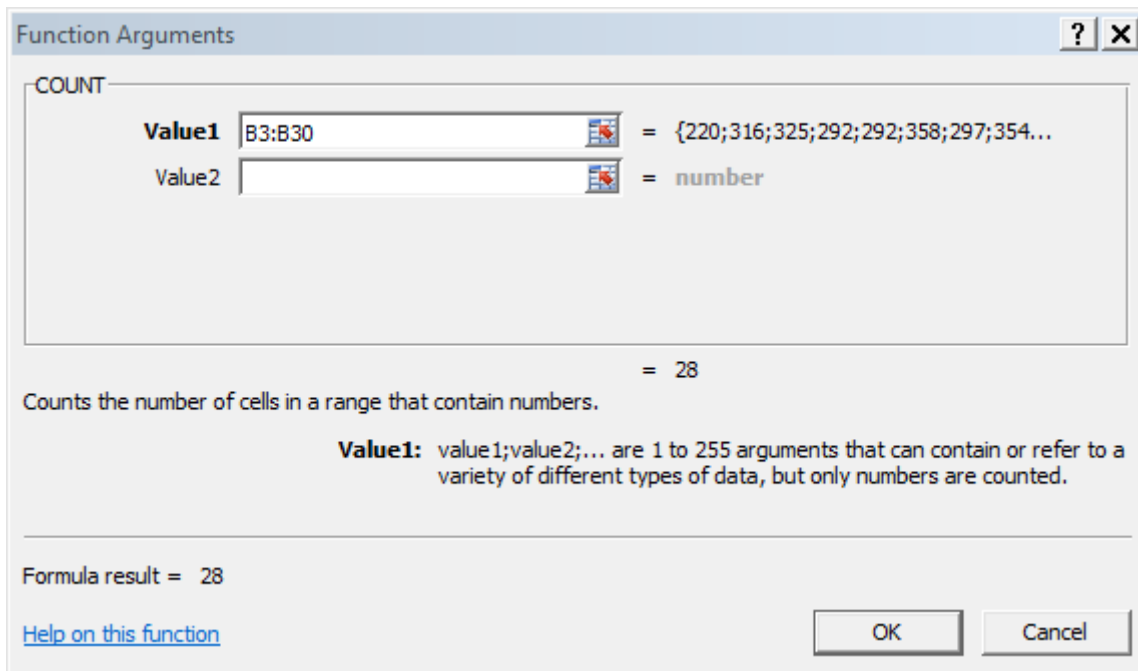 Function Arguments
COUNT
Value1 B3:B30 = {220;316;325;292;292;358;297;354...
Value2 = number
= 28
Counts the number of cells in a range that contain numbers.
Value1: value1;value2;... are 1 to 255 arguments that can contain or refer to a
variety of different types of data, but only numbers are counted.
Formula result = 28
Help on this function
OK Cancel